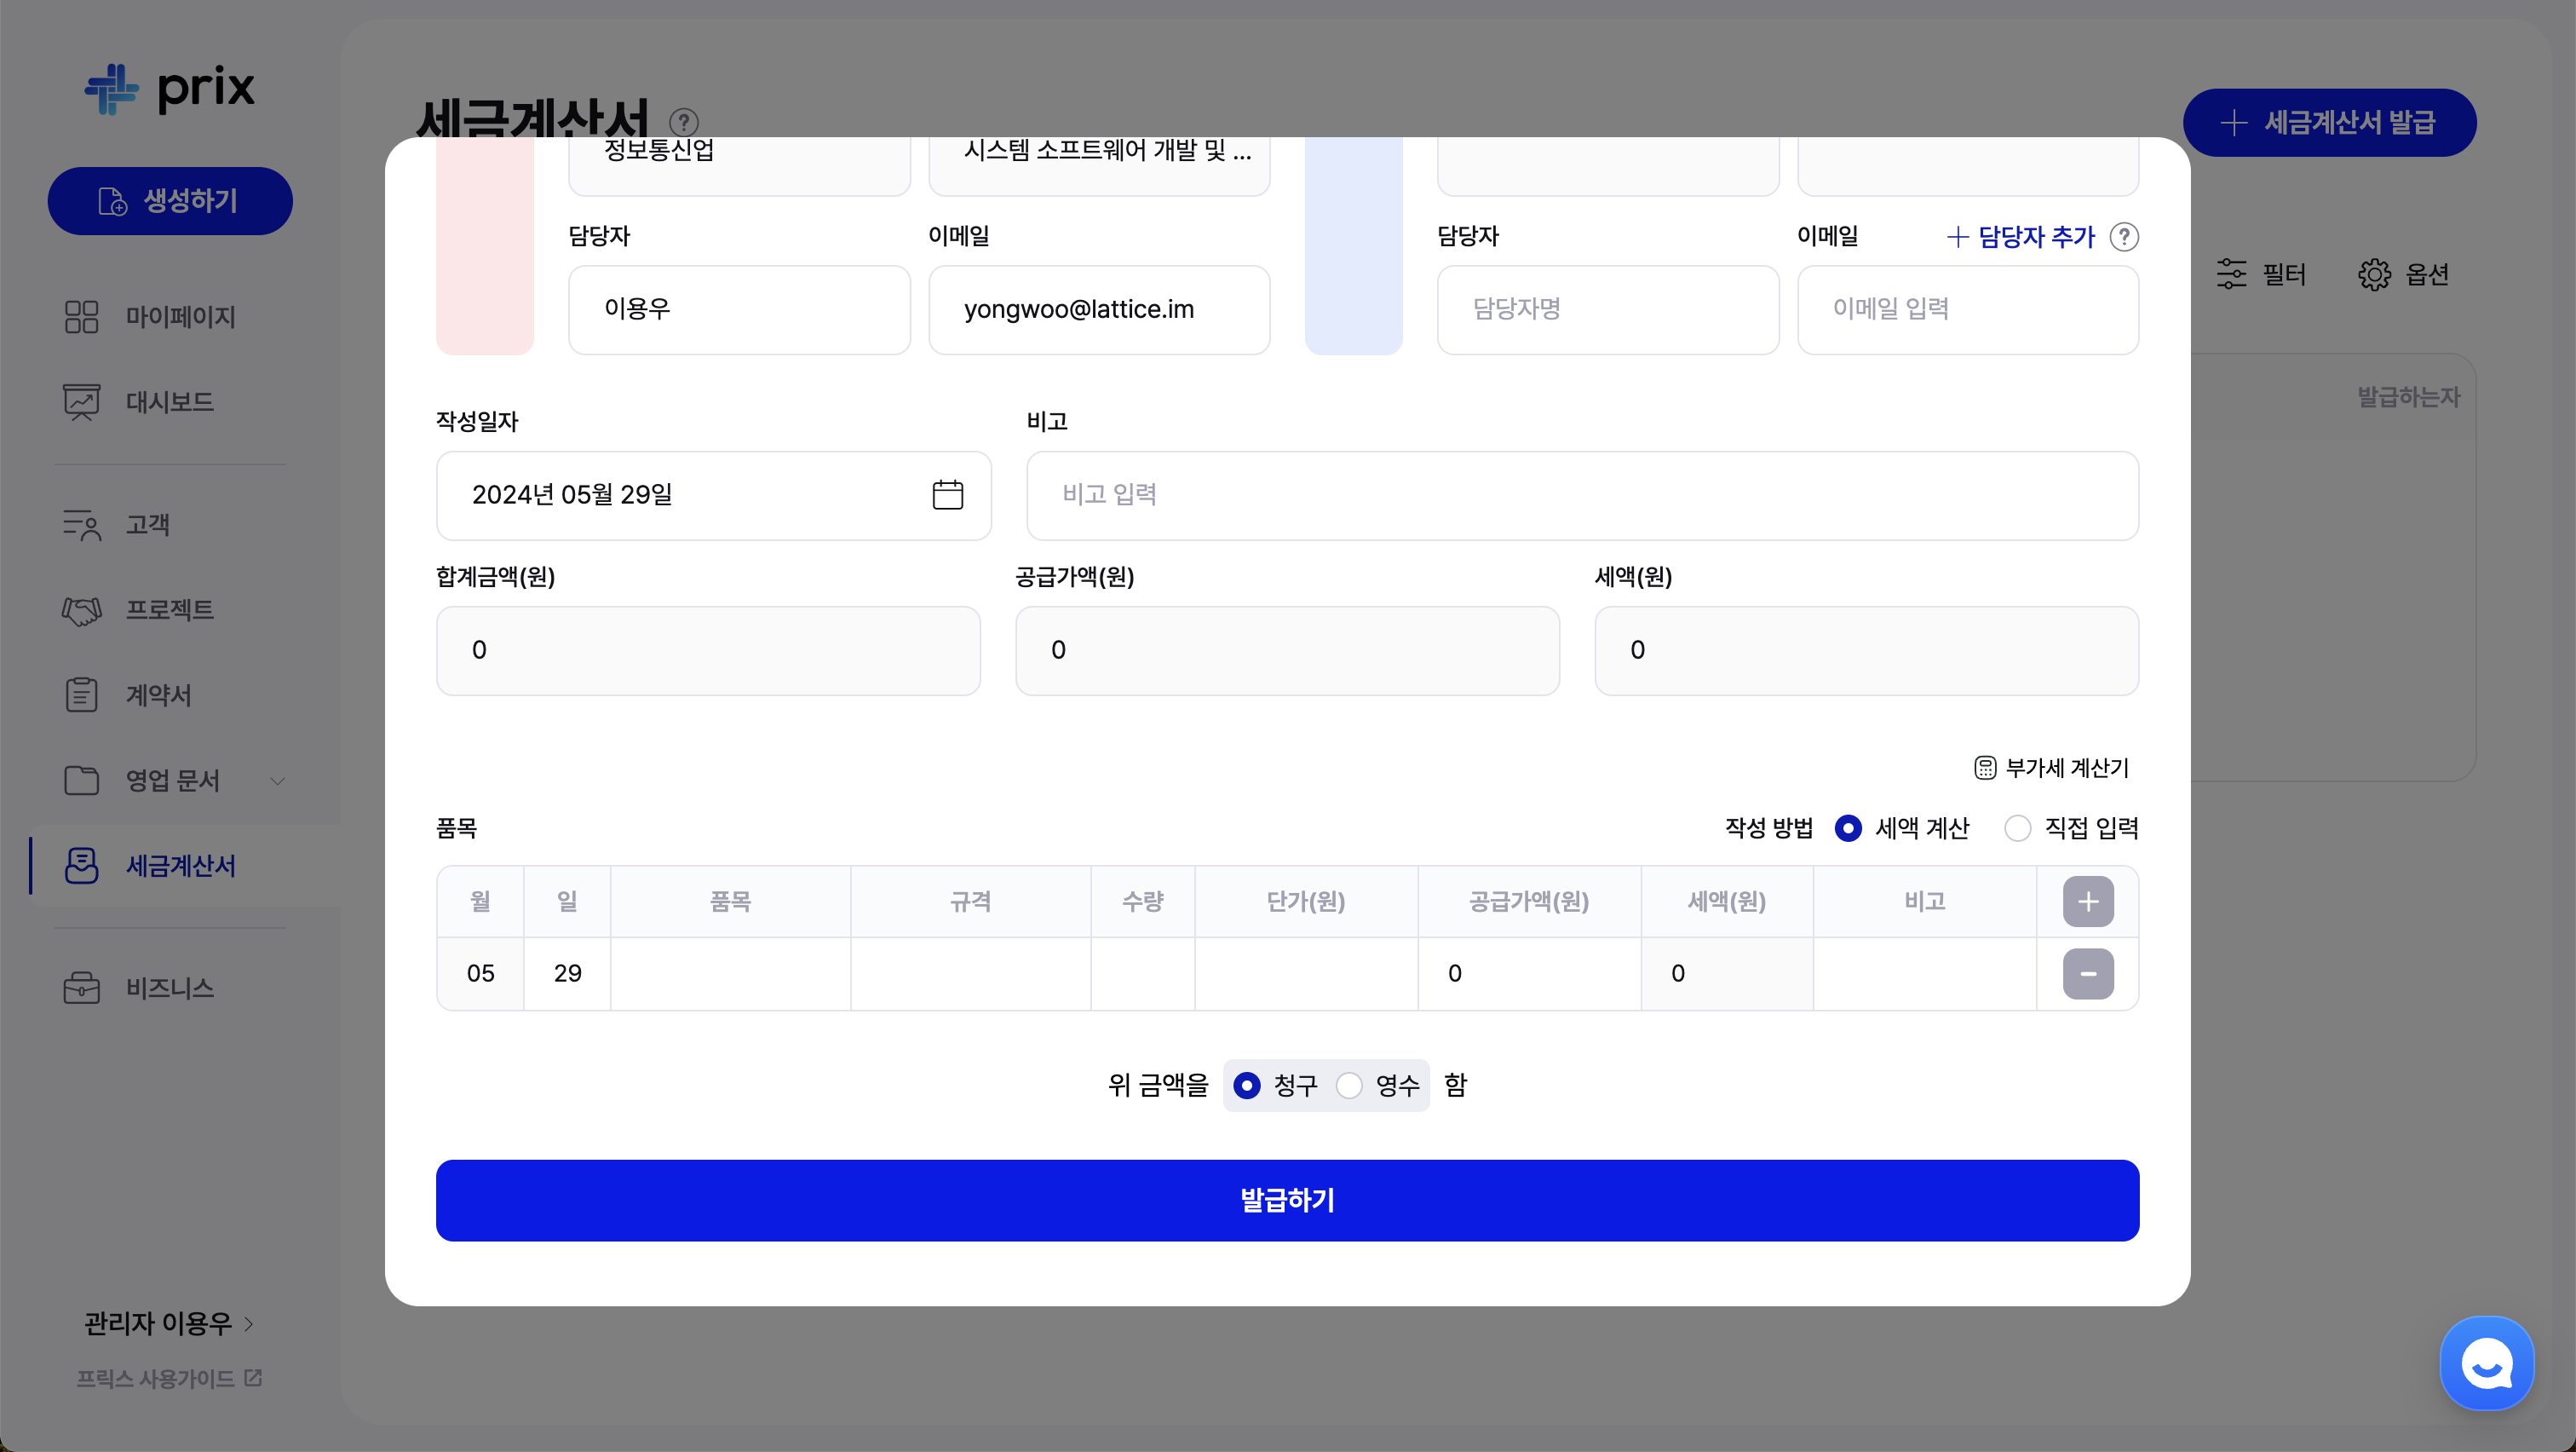 prix
생성하기
마이페이지
대시보드
고객
프로젝트
계약서
영업 문서
세금계산서
비즈니스
관리자 이용우
프릭스 사용가이드
세금계산서 ?
세금계산서 발급
필터 옵션
발급하는자
정보통신업 시스템 소프트웨어 개발 및 ...
담당자 이메일 담당자 이메일 + 담당자 추가 ?
이용우 yongwoo@lattice.im 담당자명 이메일 입력
작성일자 비고
2024년 05월 29일 비고 입력
합계금액(원) 공급가액(원) 세액(원)
0 0 0
부가세 계산기
품목 작성 방법 세액 계산 직접 입력
월 일 품목 규격 수량 단가(원) 공급가액(원) 세액(원) 비고 +
05 29 0 0 -
위 금액을 청구 영수 함
발급하기